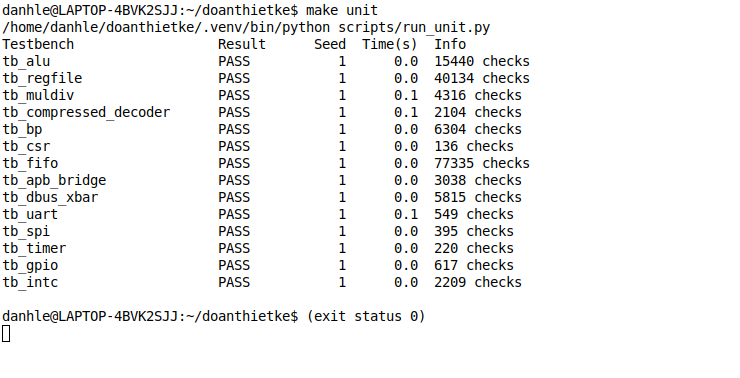 danhle@LAPTOP-4BVK2SJJ:~/doanthietke$ make unit
/home/danhle/doanthietke/.venv/bin/python scripts/run_unit.py
Testbench                  Result      Seed  Time(s)  Info
tb_alu                     PASS           1      0.0  15440 checks
tb_regfile                 PASS           1      0.0  40134 checks
tb_muldiv                  PASS           1      0.1  4316 checks
tb_compressed_decoder      PASS           1      0.1  2104 checks
tb_bp                      PASS           1      0.0  6304 checks
tb_csr                     PASS           1      0.0  136 checks
tb_fifo                    PASS           1      0.0  77335 checks
tb_apb_bridge              PASS           1      0.0  3038 checks
tb_dbus_xbar               PASS           1      0.0  5815 checks
tb_uart                    PASS           1      0.1  549 checks
tb_spi                     PASS           1      0.0  395 checks
tb_timer                   PASS           1      0.0  220 checks
tb_gpio                    PASS           1      0.0  617 checks
tb_intc                    PASS           1      0.0  2209 checks
danhle@LAPTOP-4BVK2SJJ:~/doanthietke$ (exit status 0)